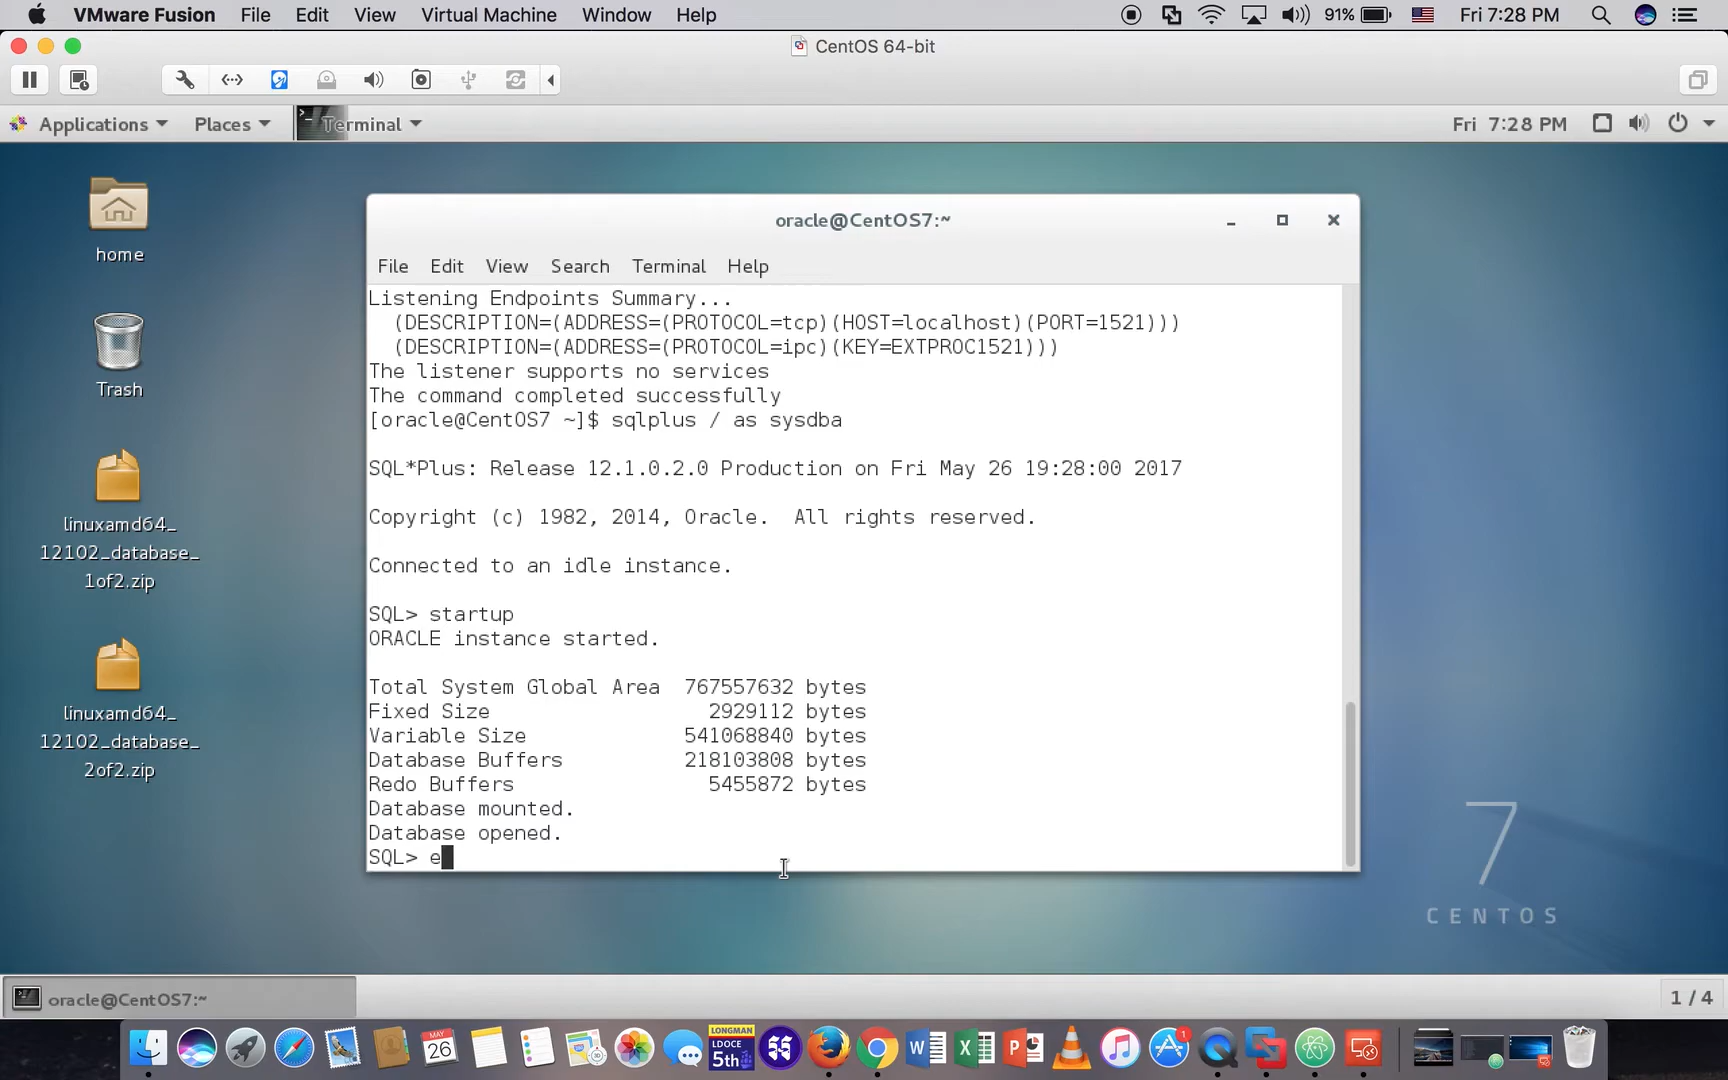 VMware Fusion File Edit View Virtual Machine Window Help 91% Fri 7:28 PM
CentOS 64-bit
Applications Places Terminal Fri 7:28 PM
home
Trash
linuxamd64_
12102_database_
1of2.zip
linuxamd64_
12102_database_
2of2.zip
oracle@CentOS7:~
File Edit View Search Terminal Help
Listening Endpoints Summary...
(DESCRIPTION=(ADDRESS=(PROTOCOL=tcp)(HOST=localhost)(PORT=1521)))
(DESCRIPTION=(ADDRESS=(PROTOCOL=ipc)(KEY=EXTPROC1521)))
The listener supports no services
The command completed successfully
[oracle@CentOS7 ~]$ sqlplus / as sysdba
SQL*Plus: Release 12.1.0.2.0 Production on Fri May 26 19:28:00 2017
Copyright (c) 1982, 2014, Oracle.  All rights reserved.
Connected to an idle instance.
SQL> startup
ORACLE instance started.
Total System Global Area  767557632 bytes
Fixed Size                  2929112 bytes
Variable Size             541068840 bytes
Database Buffers          218103808 bytes
Redo Buffers                5455872 bytes
Database mounted.
Database opened.
SQL> e
7
CENTOS
oracle@CentOS7:~
1 / 4
MAY
26
LONGMAN
LDOCE
5th
W
X
P
1